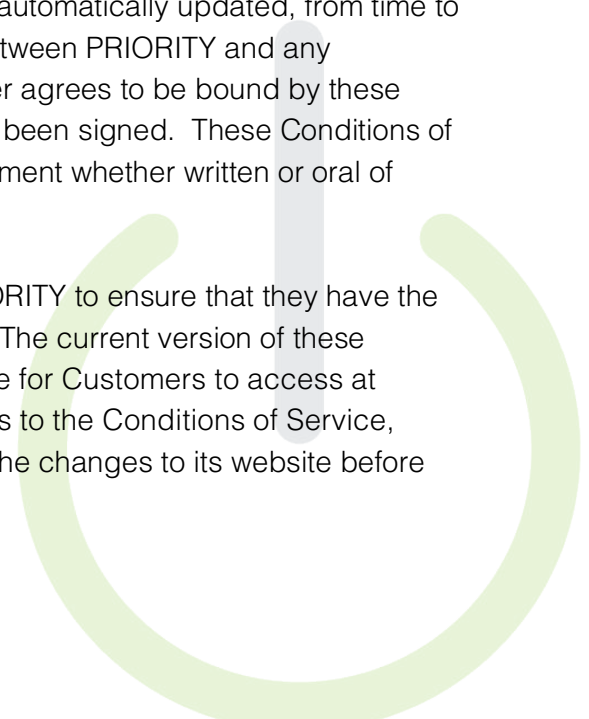 automatically updated, from time to
tween PRIORITY and any
er agrees to be bound by these
been signed.  These Conditions of
ment whether written or oral of
ORITY to ensure that they have the
The current version of these
e for Customers to access at
s to the Conditions of Service,
he changes to its website before